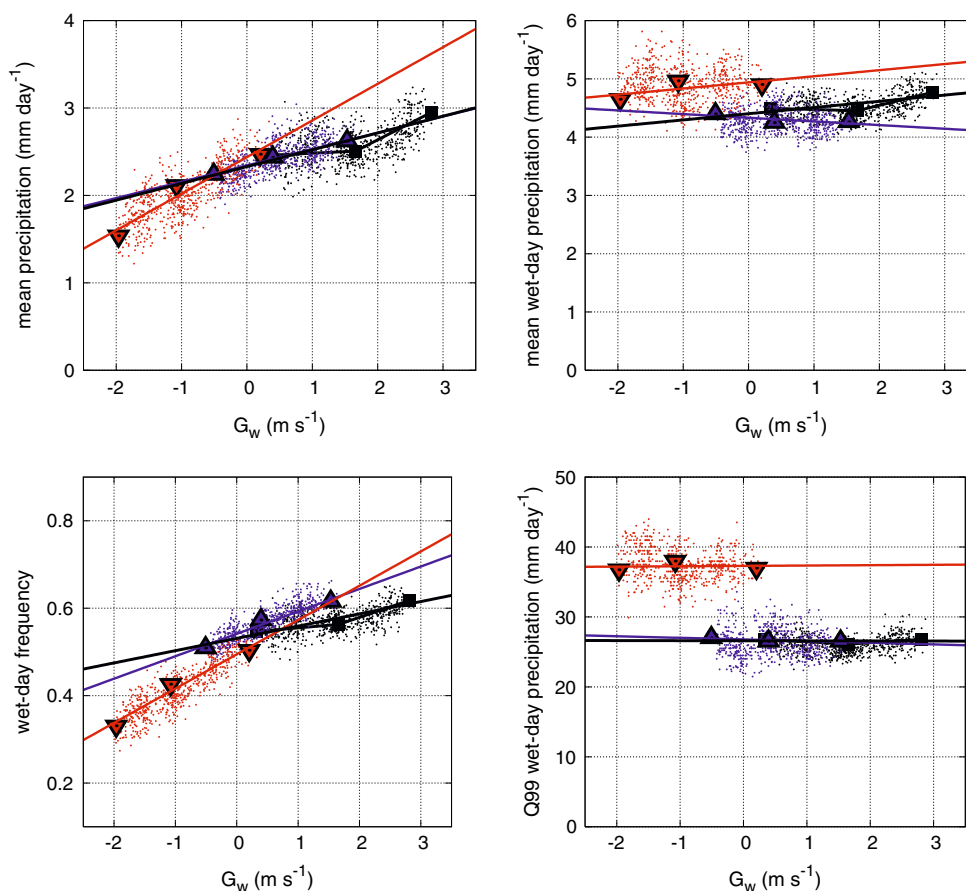 mean precipitation (mm day-1)
4
3
2
1
0
-2 -1 0 1 2 3
Gw (m s-1)
mean wet-day precipitation (mm day-1)
6
5
4
3
2
1
0
-2 -1 0 1 2 3
Gw (m s-1)
wet-day frequency
0.8
0.6
0.4
0.2
-2 -1 0 1 2 3
Gw (m s-1)
Q99 wet-day precipitation (mm day-1)
50
40
30
20
10
0
-2 -1 0 1 2 3
Gw (m s-1)